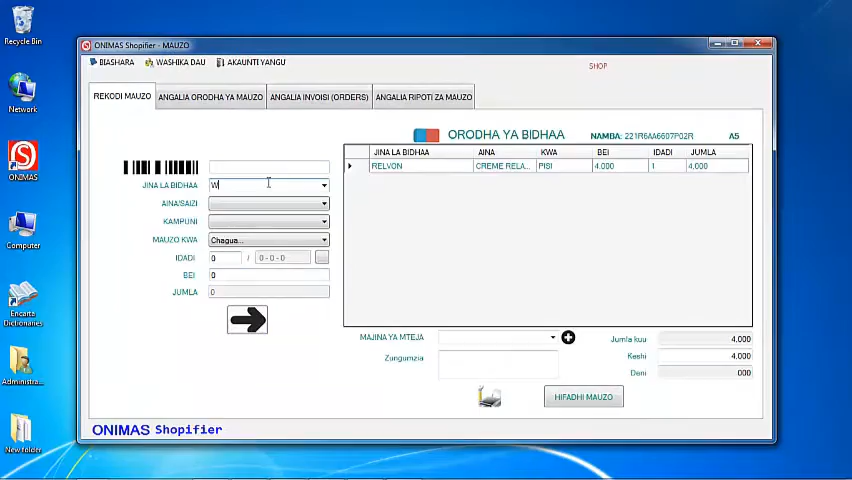 Recycle Bin
Network
ONIMAS
Computer
Encarta
Dictionaries
Administra...
New folder
ONIMAS Shopifier - MAUZO
BIASHARA WASHIKA DAU AKAUNTI YANGU
SHOP
REKODI MAUZO ANGALIA ORODHA YA MAUZO ANGALIA INVOISI (ORDERS) ANGALIA RIPOTI ZA MAUZO
ORODHA YA BIDHAA NAMBA: 221R6AA6607P02R A5
JINA LA BIDHAA W
AINA'SAIZI
KAMPUNI
MAUZO KWA Chagua...
IDADI 0 / 0 - 0 - 0
BEI 0
JUMLA 0
JINA LA BIDHAA AINA KWA BEI IDADI JUMLA
RELVON CREME RELA... PISI 4.000 1 4.000
MAJINA YA MTEJA
Zungumzia
Jumla kuu 4.000
Keshi 4.000
Deni 000
HIFADHI MAUZO
ONIMAS Shopifier